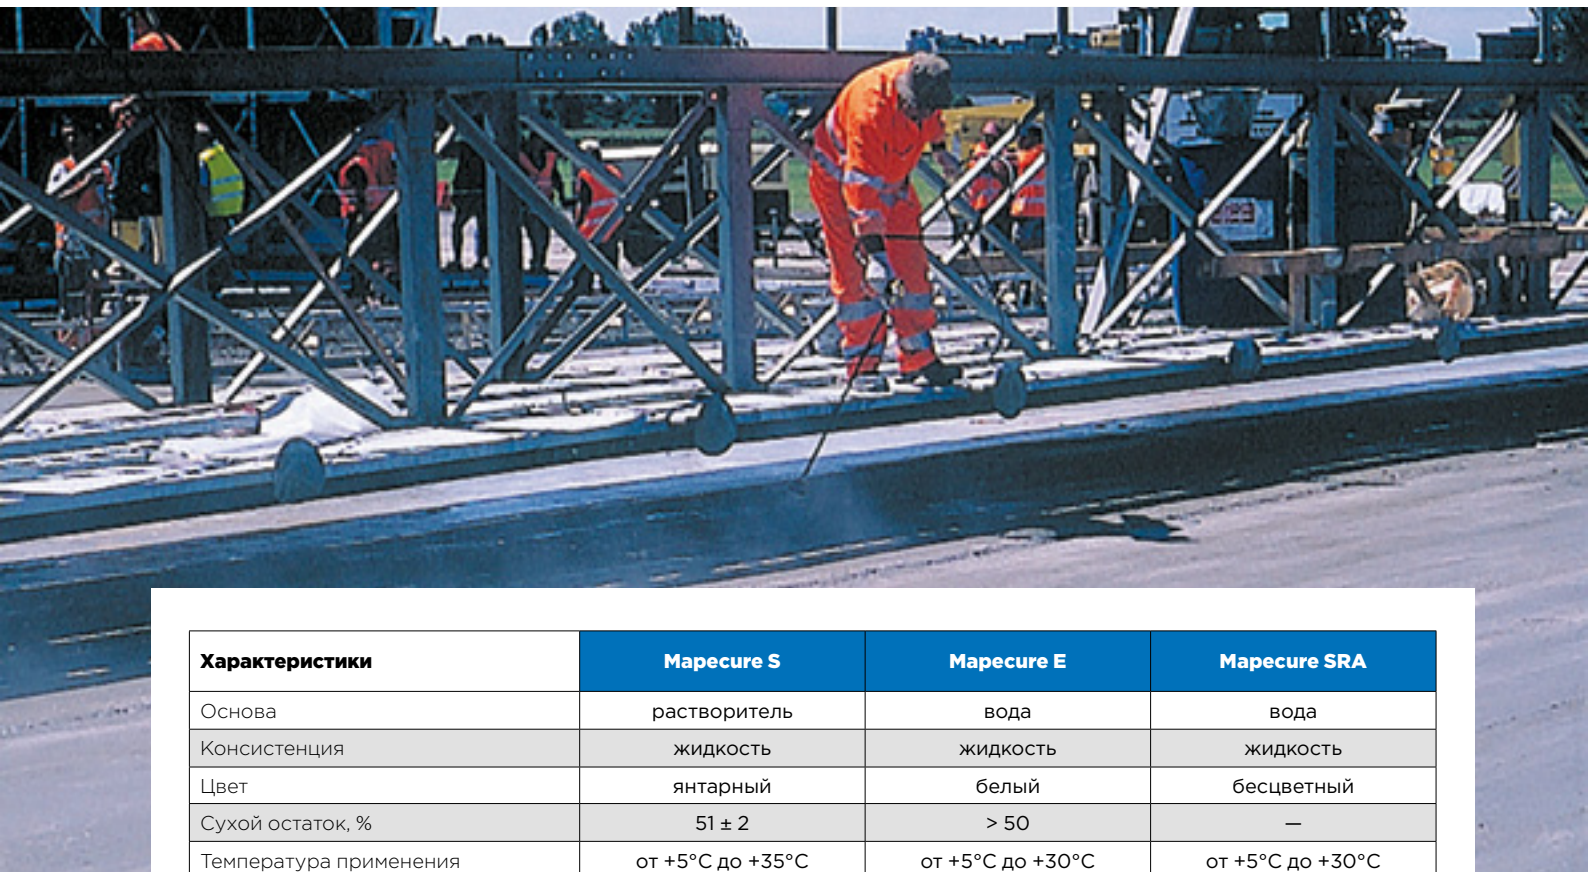 Характеристики Mapecure S Mapecure E Mapecure SRA
Основа растворитель вода вода
Консистенция жидкость жидкость жидкость
Цвет янтарный белый бесцветный
Сухой остаток, % 51 ± 2 > 50 —
Температура применения от +5°C до +35°C от +5°C до +30°C от +5°C до +30°C